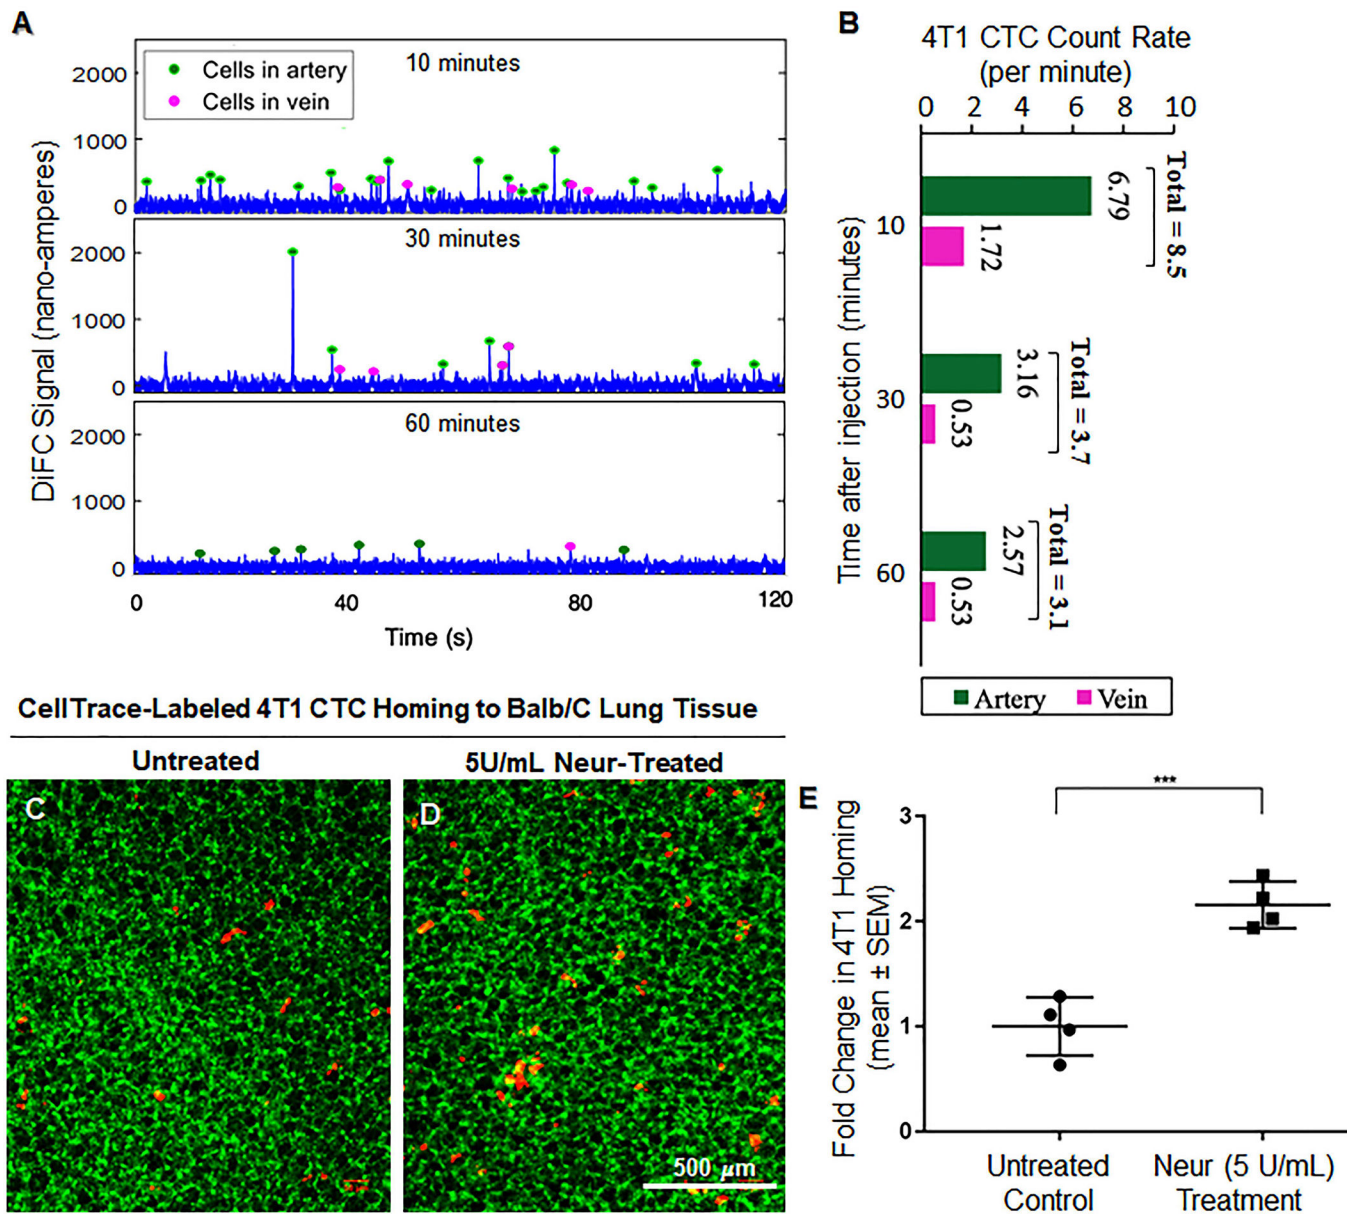 A
DiFC Signal (nano-amperes)
10 minutes
Cells in artery
Cells in vein
2000
1000
0
30 minutes
2000
1000
0
60 minutes
2000
1000
0
0 40 80 120
Time (s)
B
4T1 CTC Count Rate
(per minute)
0 2 4 6 8 10
Time after injection (minutes)
10
6.79
1.72
Total = 8.5
30
3.16
0.53
Total = 3.7
60
2.57
0.53
Total = 3.1
Artery Vein
CellTrace-Labeled 4T1 CTC Homing to Balb/C Lung Tissue
Untreated
5U/mL Neur-Treated
C
D
500 µm
E
Fold Change in 4T1 Homing
(mean ± SEM)
3
2
1
0
***
Untreated
Control
Neur (5 U/mL)
Treatment